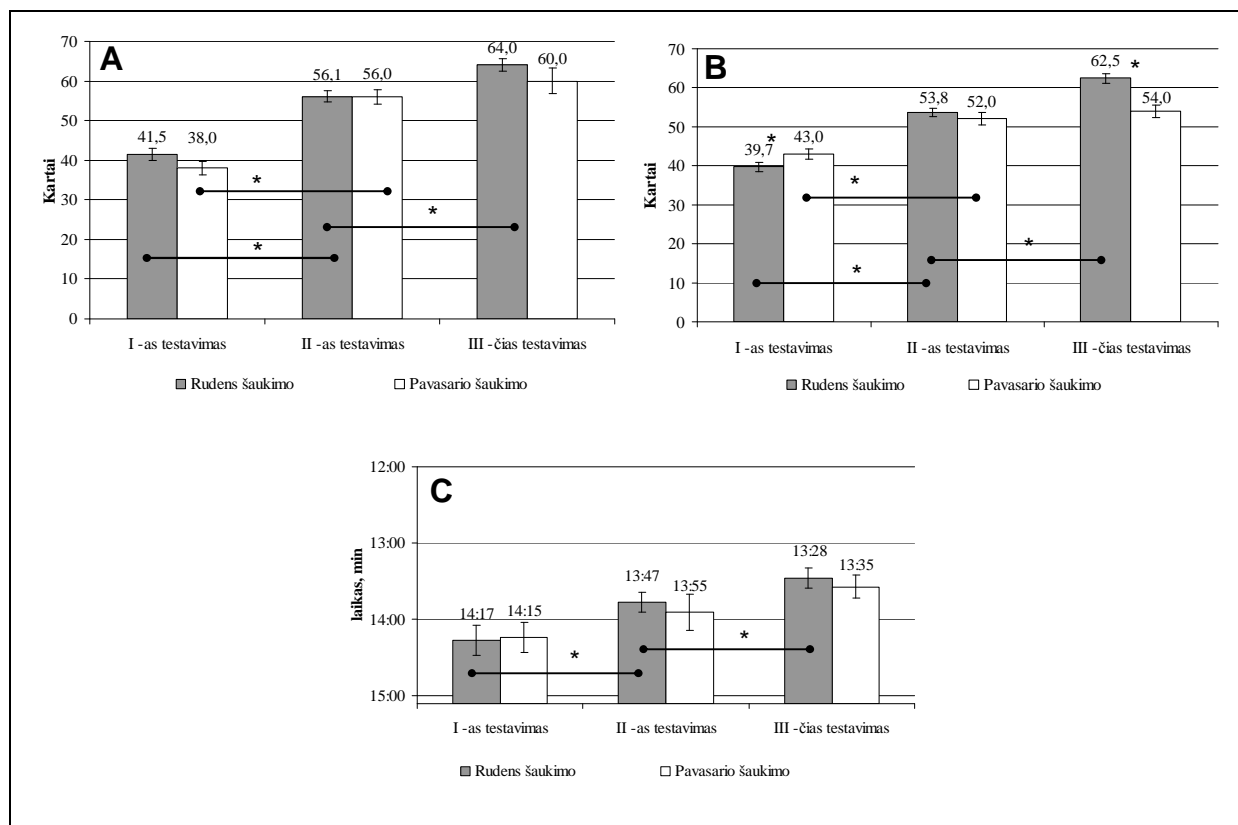 A
Kartai
70
60
50
40
30
20
10
0
41,5
38,0
56,1
56,0
64,0
60,0
*
*
*
I -as testavimas
II -as testavimas
III -čias testavimas
Rudens šaukimo
Pavasario šaukimo
B
Kartai
70
60
50
40
30
20
10
0
39,7
*
43,0
53,8
52,0
62,5
*
54,0
*
*
*
I -as testavimas
II -as testavimas
III -čias testavimas
Rudens šaukimo
Pavasario šaukimo
C
laikas, min
12:00
13:00
14:00
15:00
14:17
14:15
13:47
13:55
13:28
13:35
*
*
I -as testavimas
II -as testavimas
III -čias testavimas
Rudens šaukimo
Pavasario šaukimo